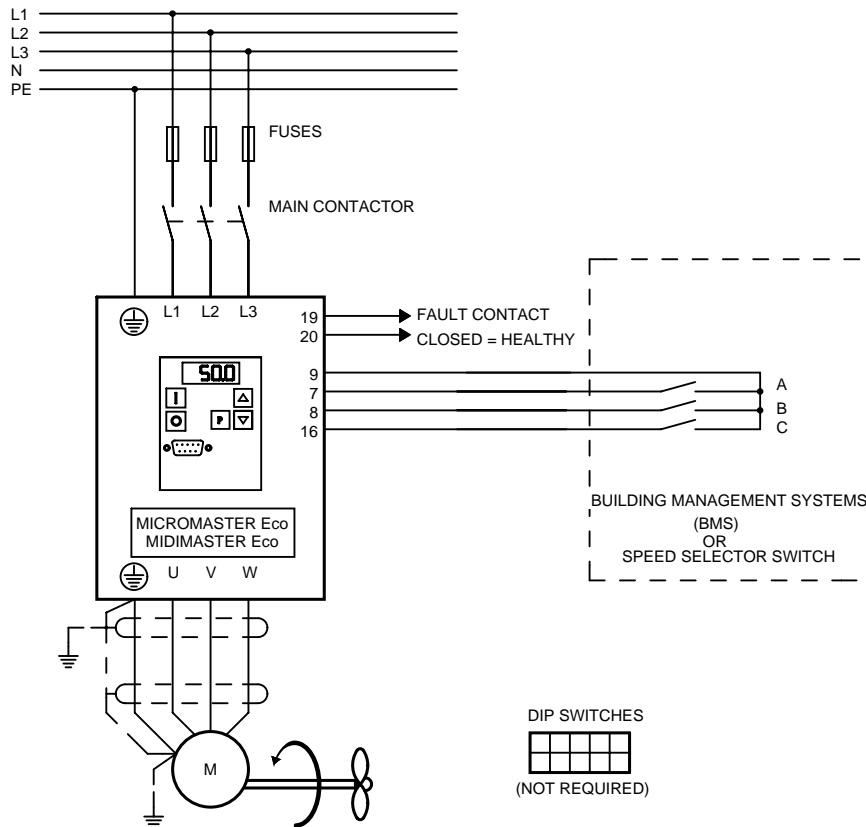 L1
L2
L3
N
PE
FUSES
MAIN CONTACTOR
L1 L2 L3
19 FAULT CONTACT
20 CLOSED = HEALTHY
50.0
P
9
7 A
8 B
16 C
BUILDING MANAGEMENT SYSTEMS
(BMS)
OR
SPEED SELECTOR SWITCH
MICROMASTER Eco
MIDIMASTER Eco
U V W
M
DIP SWITCHES
(NOT REQUIRED)